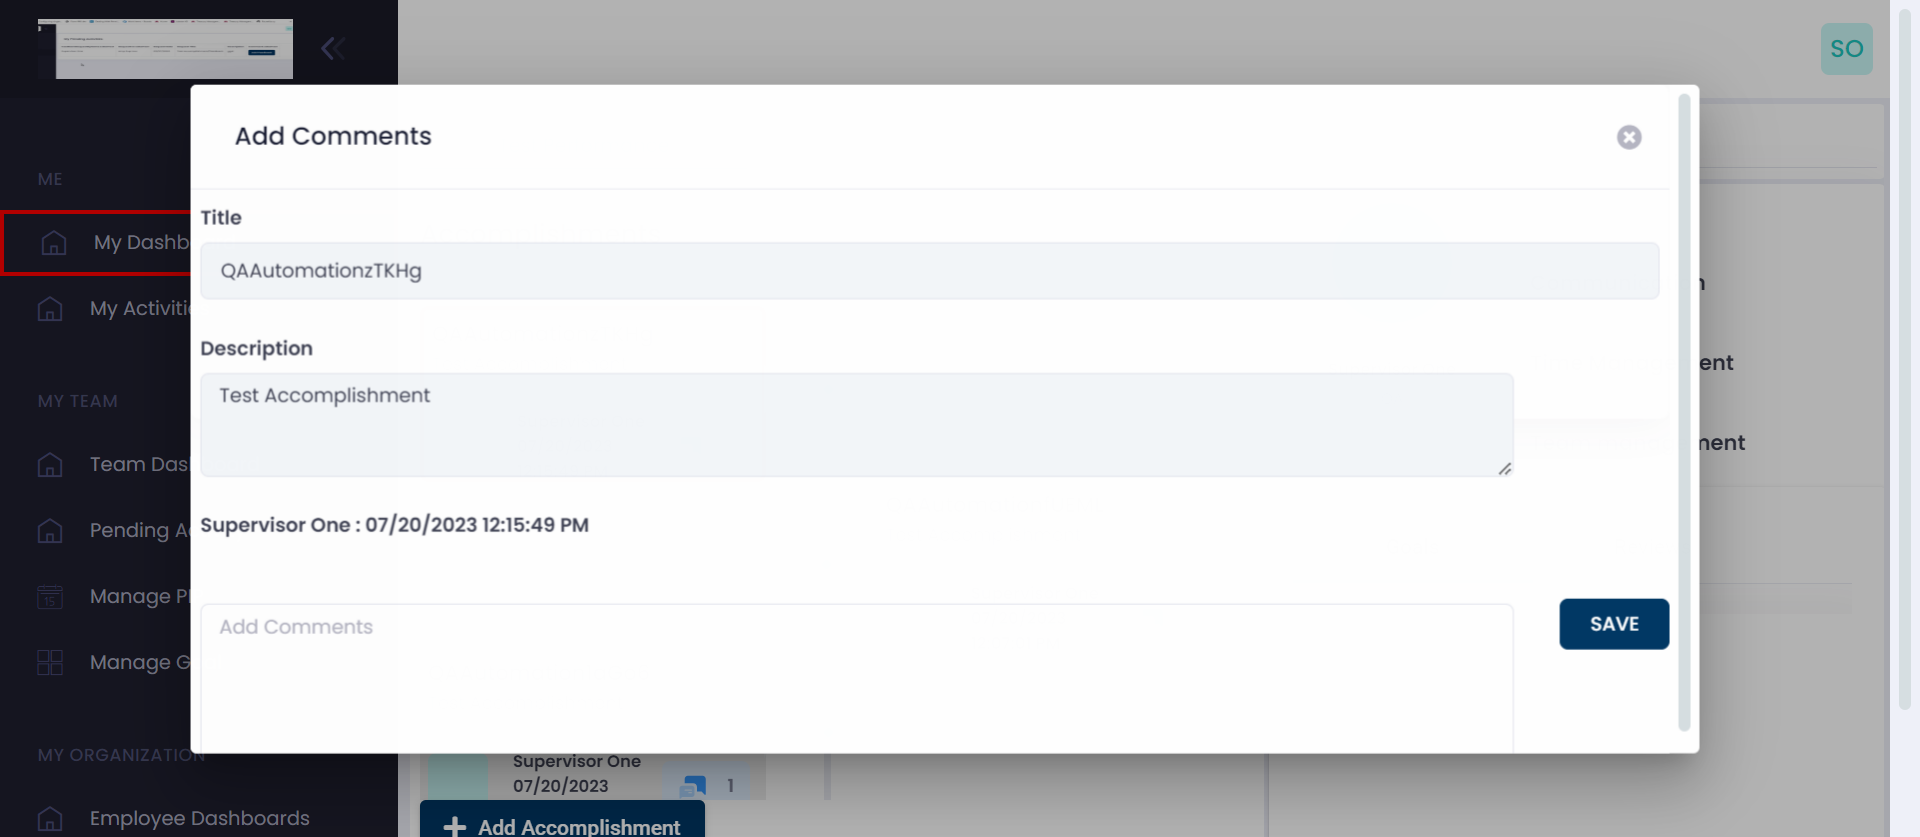 SO
Add Comments
ME
Title
My Dashb
QAAutomationzTKHg
My Activiti
Description
ent
Test Accomplishment
MY TEAM
nent
Team Das
Supervisor One : 07/20/2023 12:15:49 PM
Pending A
Manage P
15
Add Comments
SAVE
Manage G
MY ORGANIZATION
Supervisor One
07/20/2023
1
Employee Dashboards
Add Accomplishment